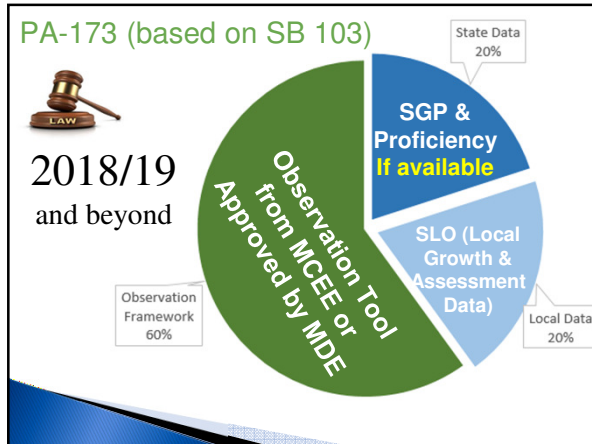 PA-173 (based on SB 103)
LAW
2018/19
and beyond
State Data
20%
SGP &
Proficiency
If available
Observation Tool
from MCEE or
Approved by MDE
SLO (Local
Growth &
Assessment
Data)
Observation
Framework
60%
Local Data
20%